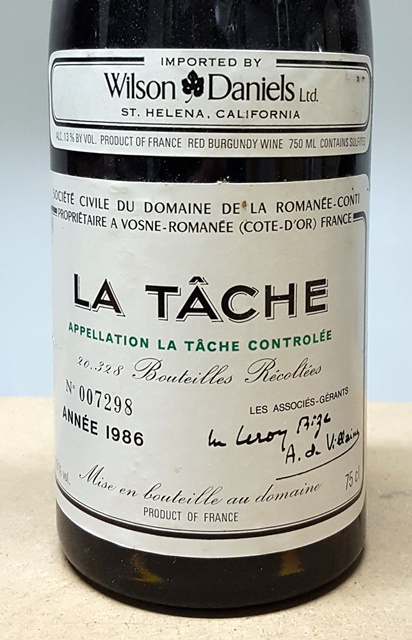 IMPORTED BY
Wilson Daniels Ltd.
ST. HELENA, CALIFORNIA
ALC. 13 % BY VOL. PRODUCT OF FRANCE RED BURGUNDY WINE 750 ML CONTAINS SULFITES
SOCIÉTÉ CIVILE DU DOMAINE DE LA ROMANÉE-CONTI
PROPRIÉTAIRE A VOSNE-ROMANÉE (COTE-D'OR) FRANCE
LA TÂCHE
APPELLATION LA TÂCHE CONTROLÉE
20.328 Bouteilles Récoltées
N° 007298
LES ASSOCIÉS-GÉRANTS
ANNÉE 1986
Leroy Bize
A. de Villaine
Mise en bouteille au domaine
75 cl
PRODUCT OF FRANCE